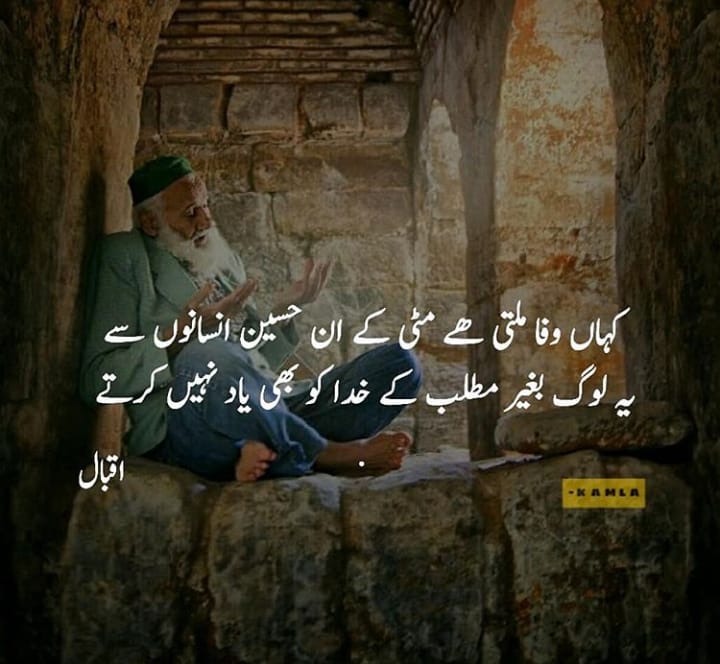 کہاں وفا ملتی ھے مٹی کے ان حسین انسانوں سے
یہ لوگ بغیر مطلب کے خدا کو بھی یاد نہیں کرتے
اقبال
-KAMLA